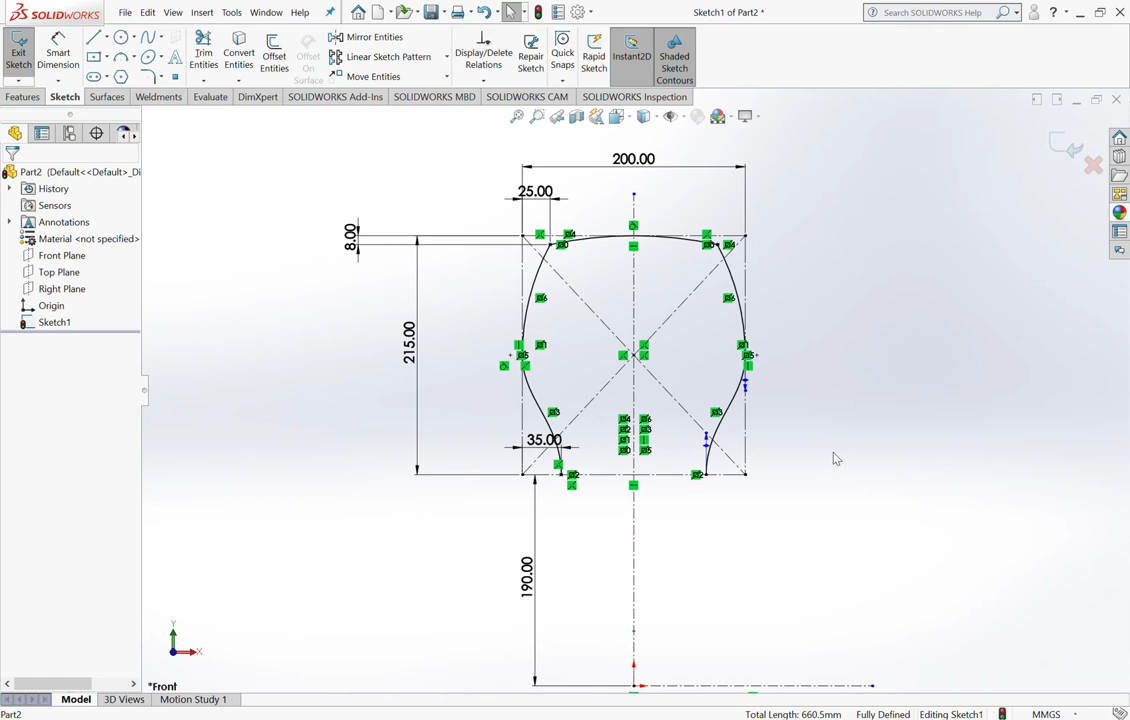 SOLIDWORKS
File Edit View Insert Tools Window Help
Sketch1 of Part2 *
Search SOLIDWORKS Help
?
Exit Sketch
Smart Dimension
Trim Entities
Convert Entities
Offset Entities
Offset On Surface
Mirror Entities
Linear Sketch Pattern
Move Entities
Display/Delete Relations
Repair Sketch
Quick Snaps
Rapid Sketch
Instant2D
Shaded Sketch Contours
Features Sketch Surfaces Weldments Evaluate DimXpert SOLIDWORKS Add-Ins SOLIDWORKS MBD SOLIDWORKS CAM SOLIDWORKS Inspection
Part2 (Default<<Default>_Di
History
Sensors
Annotations
Material <not specified>
Front Plane
Top Plane
Right Plane
Origin
Sketch1
200.00
25.00
8.00
215.00
35.00
190.00
Y
X
*Front
Model 3D Views Motion Study 1
Part2
Total Length: 660.5mm Fully Defined Editing Sketch1 MMGS